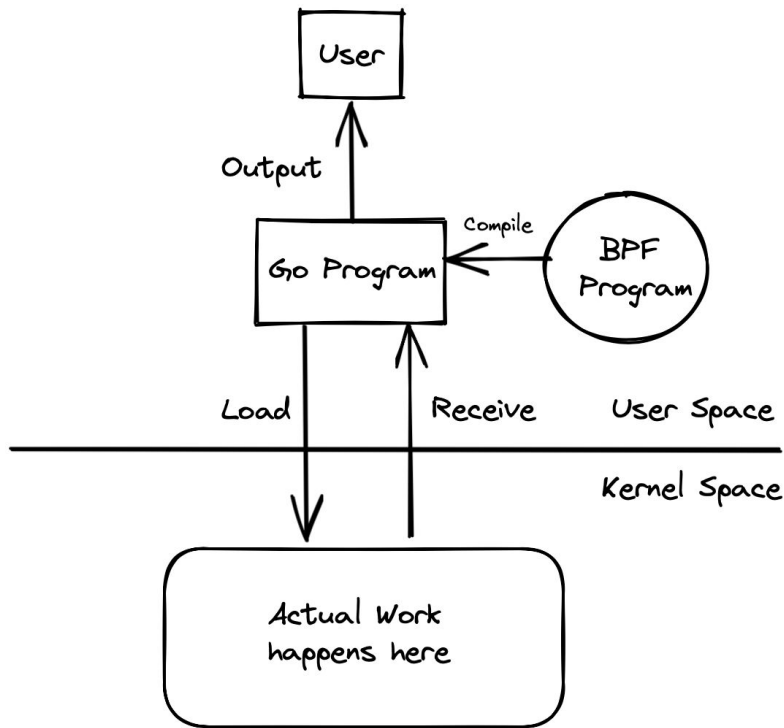 User
Output
Compile
Go Program
BPF
Program
Load
Receive
User Space
Kernel Space
Actual Work
happens here